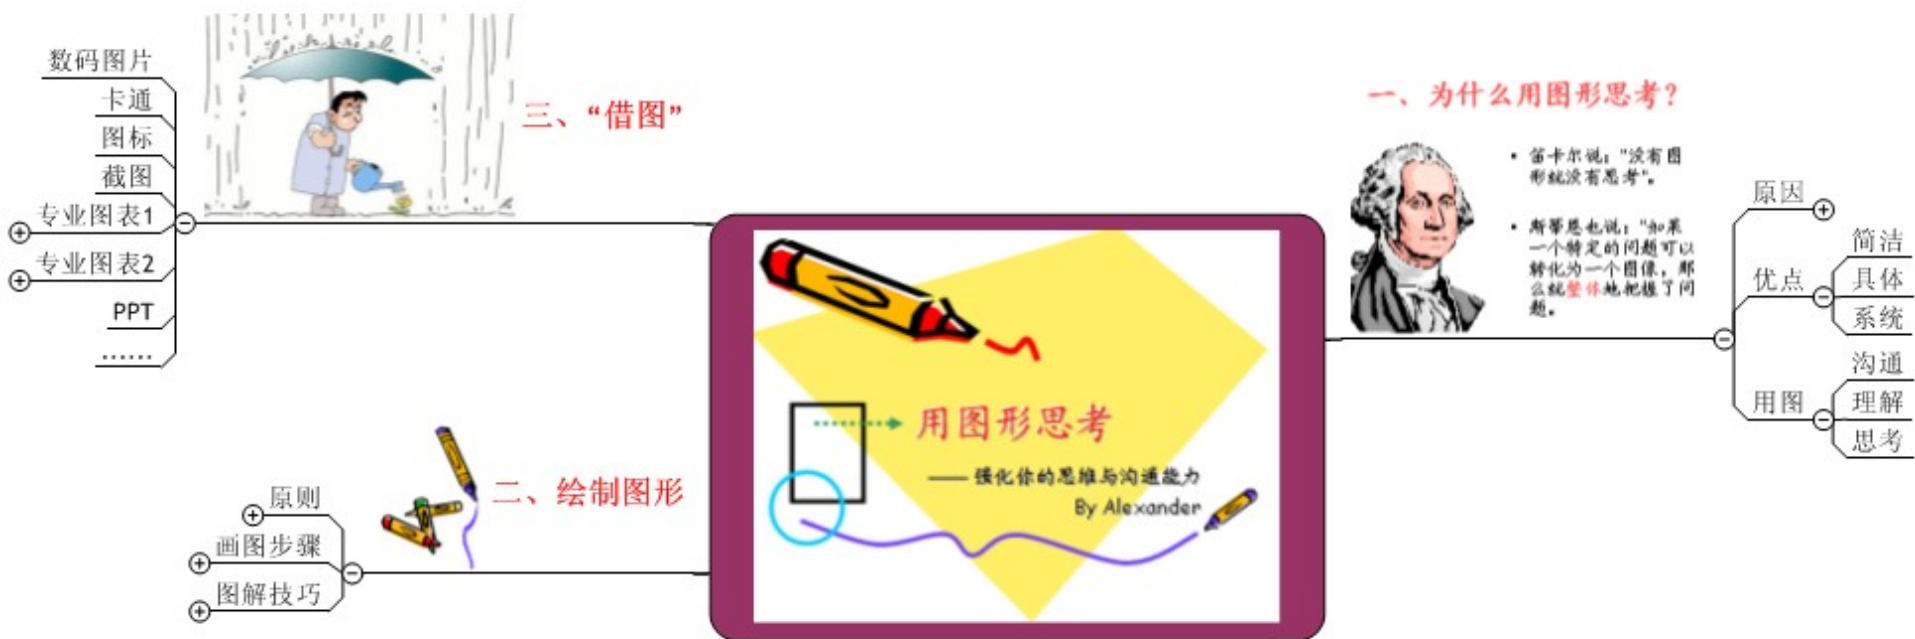 用图形思考
—— 强化你的思维与沟通能力
By Alexander
一、为什么用图形思考？
• 笛卡尔说："没有图
形就没有思考"。
• 斯蒂恩也说："如果
一个特定的问题可以
转化为一个图像，那
么就整体地把握了问
题。
原因
优点
简洁
具体
系统
用图
沟通
理解
思考
二、绘制图形
原则
画图步骤
图解技巧
三、“借图”
数码图片
卡通
图标
截图
专业图表1
专业图表2
PPT
……